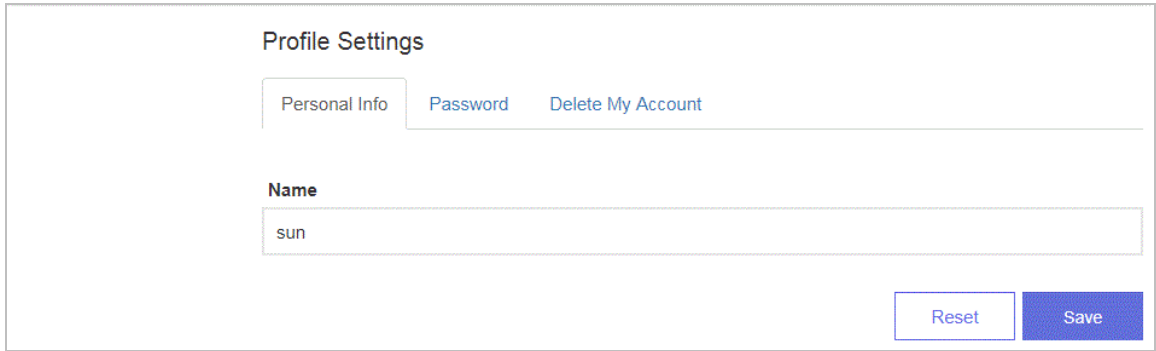 Profile Settings
Personal Info Password Delete My Account
Name
sun
Reset Save